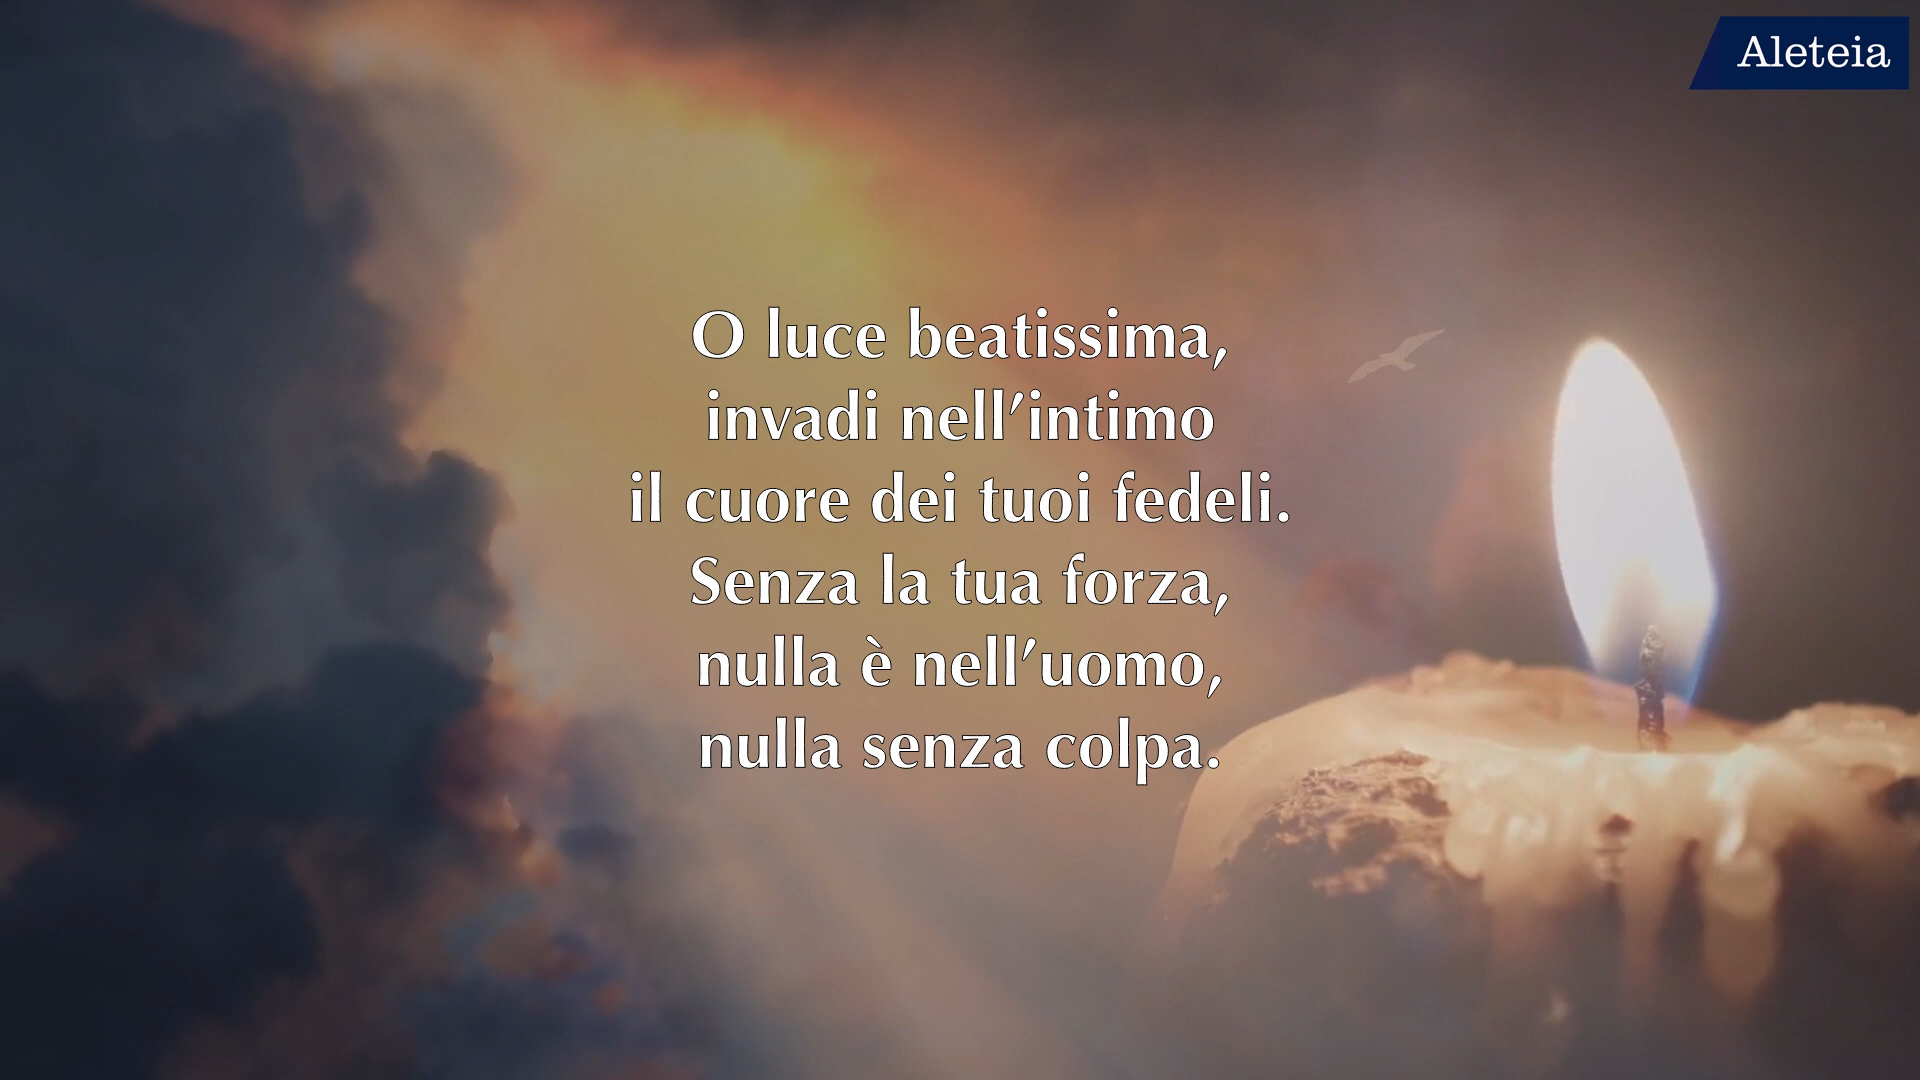 Aleteia
O luce beatissima,
invadi nell’intimo
il cuore dei tuoi fedeli.
Senza la tua forza,
nulla è nell’uomo,
nulla senza colpa.